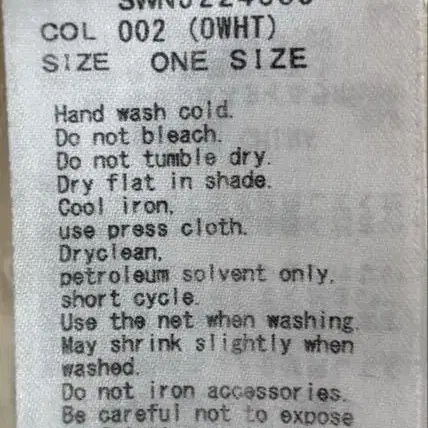 COL 002 (OWHT)
SIZE ONE SIZE
Hand wash cold.
Do not bleach.
Do not tumble dry.
Dry flat in shade.
Cool iron,
use press cloth.
Dryclean,
petroleum solvent only,
short cycle.
Use the net when washing.
May shrink slightly when
washed.
Do not iron accessories.
Be careful not to expose